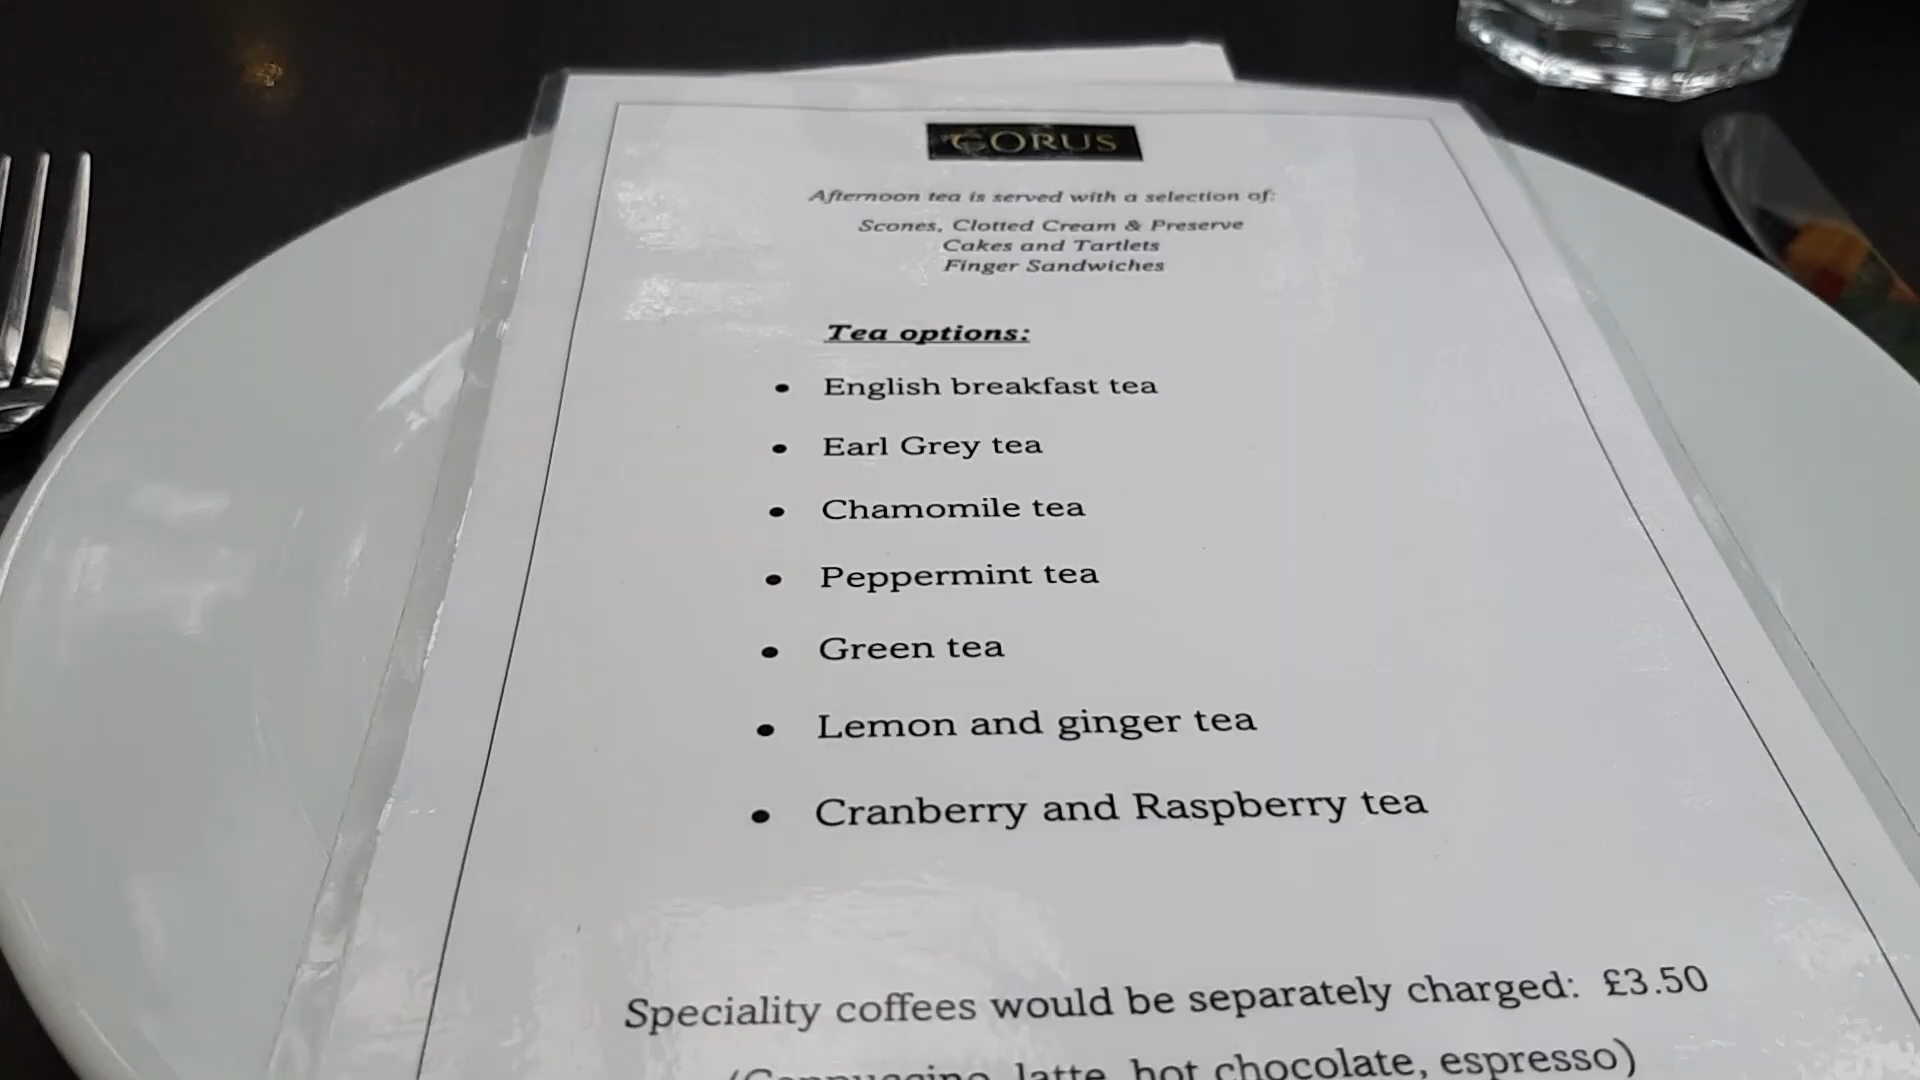 CORUS
Afternoon tea is served with a selection of:
Scones, Clotted Cream & Preserve
Cakes and Tartlets
Finger Sandwiches
Tea options:
• English breakfast tea
• Earl Grey tea
• Chamomile tea
• Peppermint tea
• Green tea
• Lemon and ginger tea
• Cranberry and Raspberry tea
Speciality coffees would be separately charged: £3.50
(Cappuccino, latte, hot chocolate, espresso)